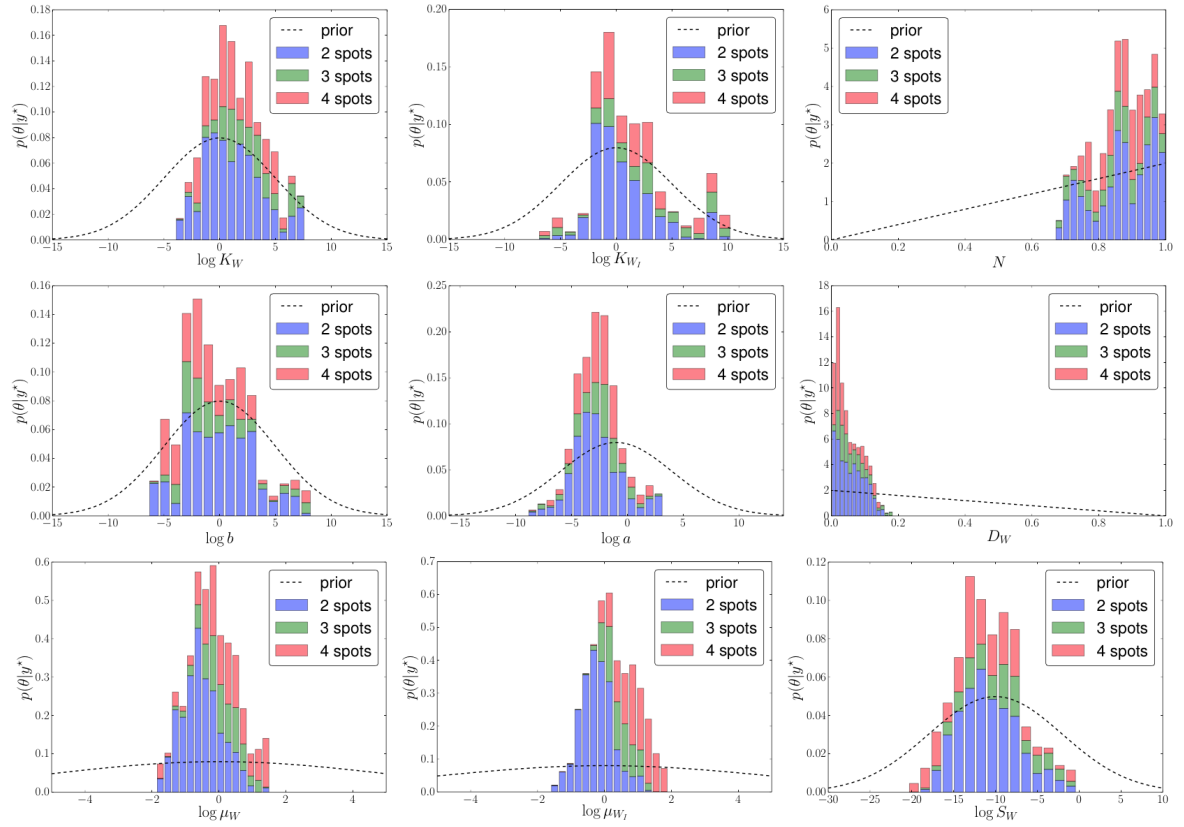 0.18
0.16
0.14
0.12
0.10
0.08
0.06
0.04
0.02
0.00
p(θ|y*)
−15 −10 −5 0 5 10 15
log K_W
prior
2 spots
3 spots
4 spots
0.20
0.15
0.10
0.05
0.00
p(θ|y*)
−15 −10 −5 0 5 10 15
log K_{W_I}
prior
2 spots
3 spots
4 spots
6
5
4
3
2
1
0
p(θ|y*)
0.0 0.2 0.4 0.6 0.8 1.0
N
prior
2 spots
3 spots
4 spots
0.16
0.14
0.12
0.10
0.08
0.06
0.04
0.02
0.00
p(θ|y*)
−15 −10 −5 0 5 10 15
log b
prior
2 spots
3 spots
4 spots
0.25
0.20
0.15
0.10
0.05
0.00
p(θ|y*)
−15 −10 −5 0 5 10
log a
prior
2 spots
3 spots
4 spots
18
16
14
12
10
8
6
4
2
0
p(θ|y*)
0.0 0.2 0.4 0.6 0.8 1.0
D_W
prior
2 spots
3 spots
4 spots
0.6
0.5
0.4
0.3
0.2
0.1
0.0
p(θ|y*)
−4 −2 0 2 4
log μ_W
prior
2 spots
3 spots
4 spots
0.7
0.6
0.5
0.4
0.3
0.2
0.1
0.0
p(θ|y*)
−4 −2 0 2 4
log μ_{W_I}
prior
2 spots
3 spots
4 spots
0.12
0.10
0.08
0.06
0.04
0.02
0.00
p(θ|y*)
−30 −25 −20 −15 −10 −5 0 5 10
log S_W
prior
2 spots
3 spots
4 spots